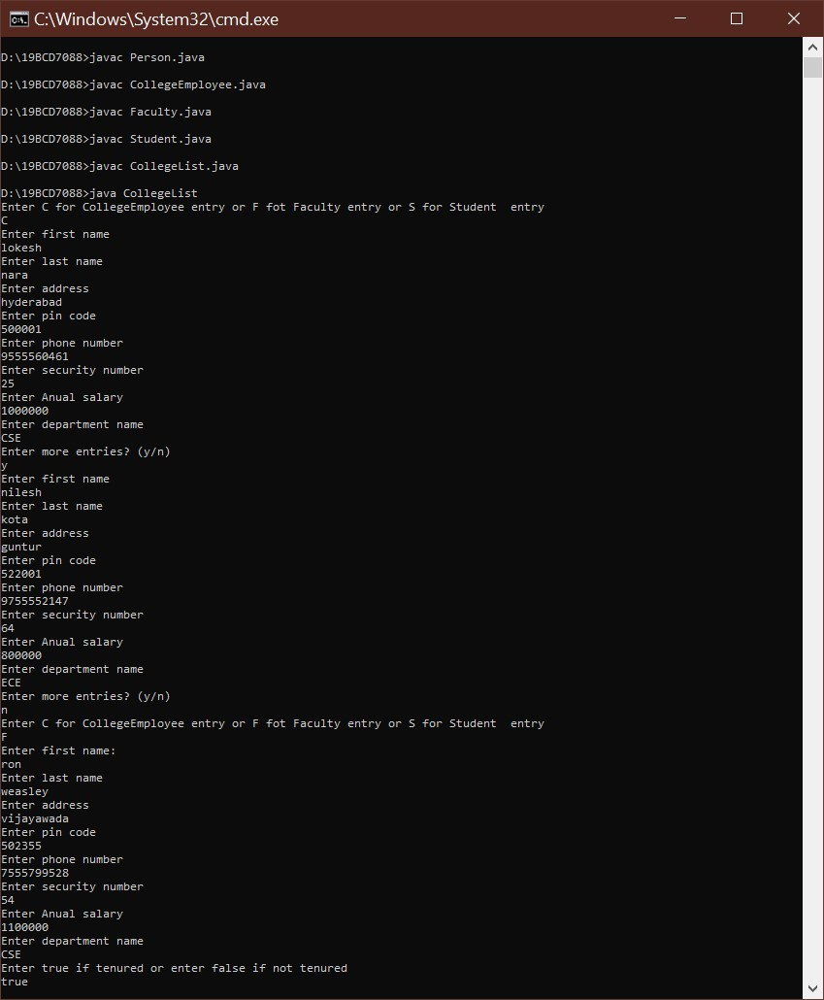 C:\Windows\System32\cmd.exe
D:\19BCD7088>javac Person.java
D:\19BCD7088>javac CollegeEmployee.java
D:\19BCD7088>javac Faculty.java
D:\19BCD7088>javac Student.java
D:\19BCD7088>javac CollegeList.java
D:\19BCD7088>java CollegeList
Enter C for CollegeEmployee entry or F fot Faculty entry or S for Student  entry
C
Enter first name
lokesh
Enter last name
nara
Enter address
hyderabad
Enter pin code
500001
Enter phone number
9555560461
Enter security number
25
Enter Anual salary
1000000
Enter department name
CSE
Enter more entries? (y/n)
y
Enter first name
nilesh
Enter last name
kota
Enter address
guntur
Enter pin code
522001
Enter phone number
9755552147
Enter security number
64
Enter Anual salary
800000
Enter department name
ECE
Enter more entries? (y/n)
n
Enter C for CollegeEmployee entry or F fot Faculty entry or S for Student  entry
F
Enter first name:
ron
Enter last name
weasley
Enter address
vijayawada
Enter pin code
502355
Enter phone number
7555799528
Enter security number
54
Enter Anual salary
1100000
Enter department name
CSE
Enter true if tenured or enter false if not tenured
true